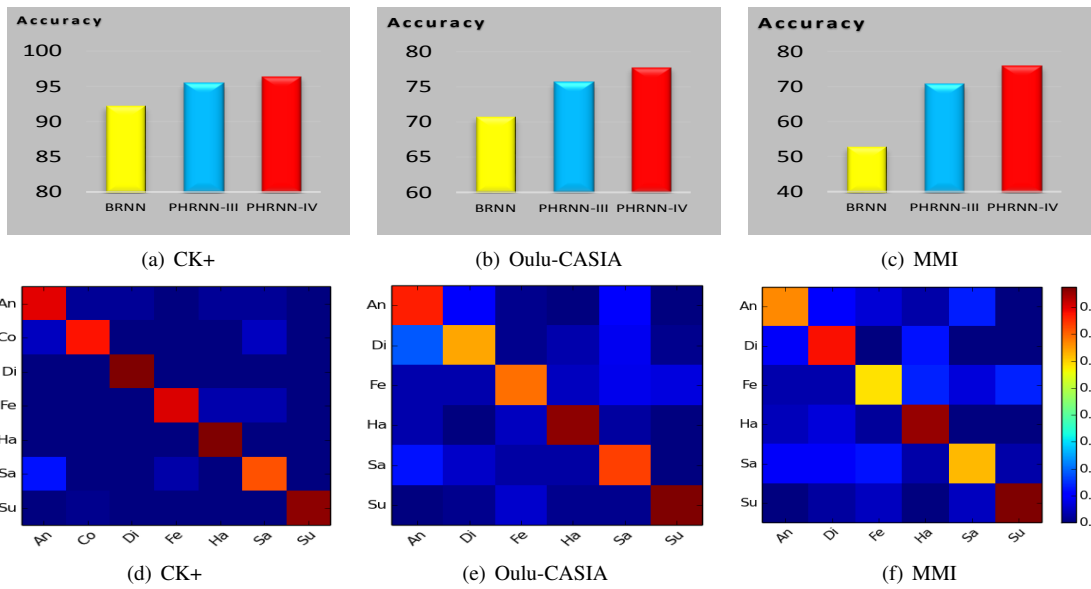 Accuracy
100
95
90
85
80
BRNN PHRNN-III PHRNN-IV
(a) CK+
Accuracy
80
75
70
65
60
BRNN PHRNN-III PHRNN-IV
(b) Oulu-CASIA
Accuracy
80
70
60
50
40
BRNN PHRNN-III PHRNN-IV
(c) MMI
An
Co
Di
Fe
Ha
Sa
Su
An Co Di Fe Ha Sa Su
(d) CK+
An
Di
Fe
Ha
Sa
Su
An Di Fe Ha Sa Su
(e) Oulu-CASIA
An
Di
Fe
Ha
Sa
Su
An Di Fe Ha Sa Su
(f) MMI